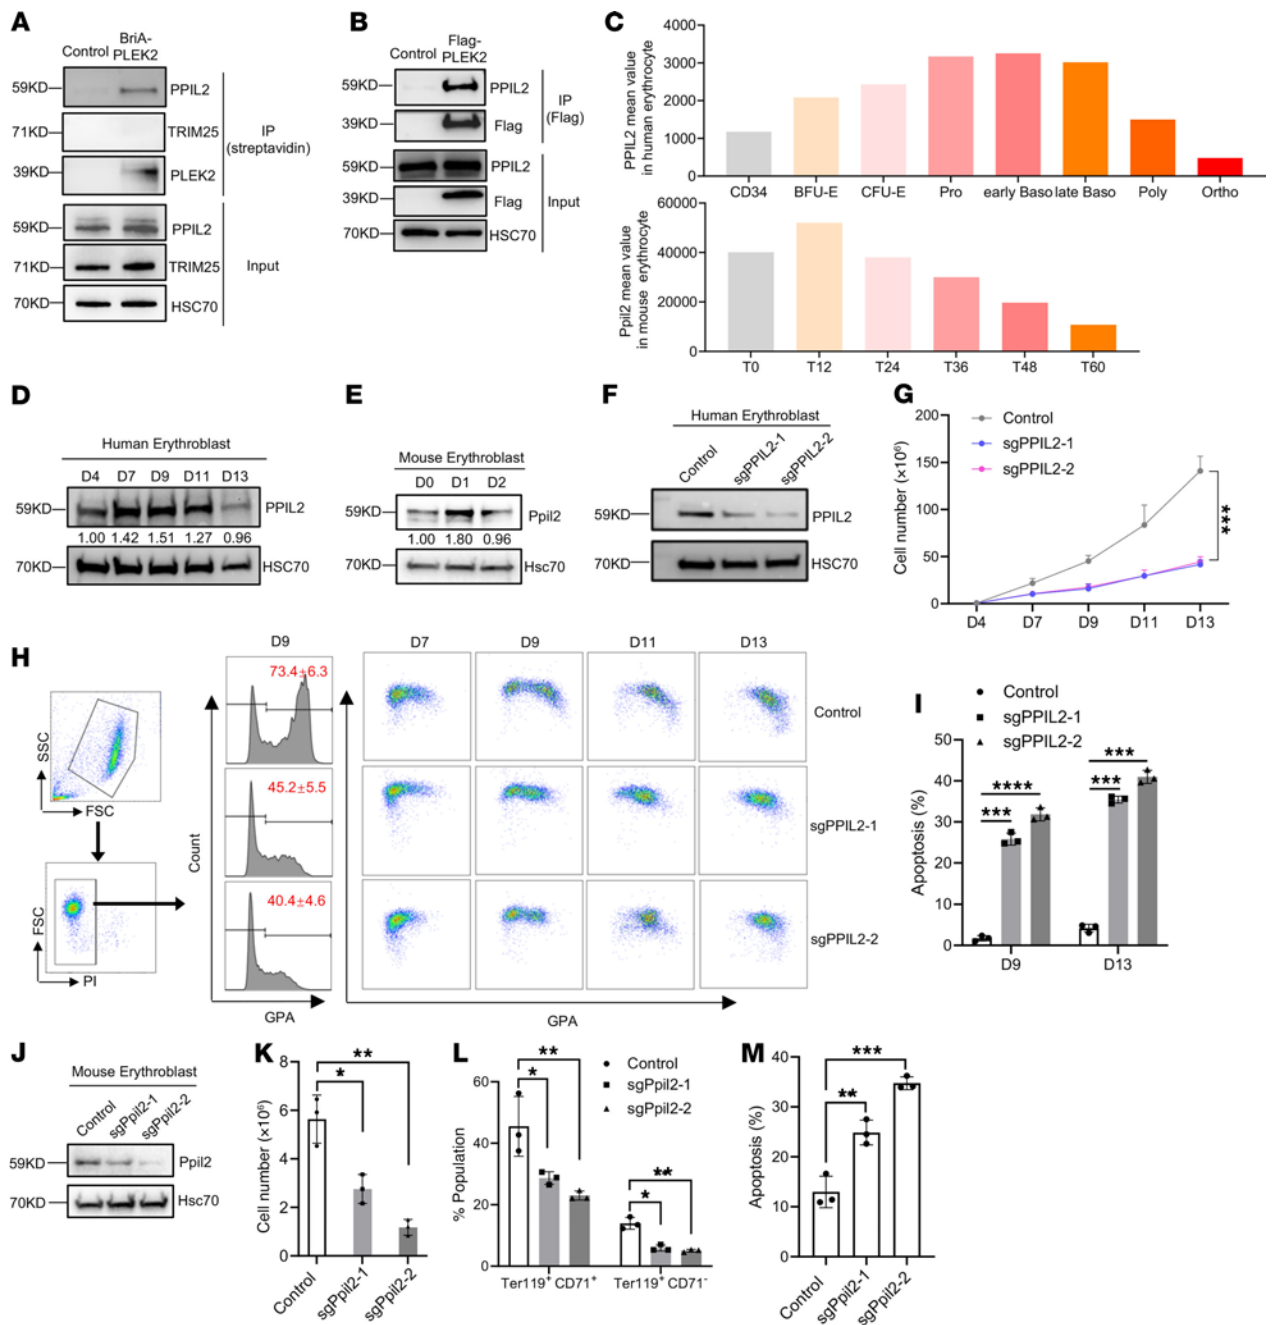 A
Control
BriA-
PLEK2
59KD
PPIL2
71KD
TRIM25
IP
(streptavidin)
39KD
PLEK2
59KD
PPIL2
71KD
TRIM25
Input
70KD
HSC70
B
Control
Flag-
PLEK2
59KD
PPIL2
IP
(Flag)
39KD
Flag
59KD
PPIL2
39KD
Flag
Input
70KD
HSC70
C
PPIL2 mean value
in human erythrocyte
4000
3000
2000
1000
0
CD34 BFU-E CFU-E Pro early Baso late Baso Poly Ortho
Ppil2 mean value
in mouse erythrocyte
60000
40000
20000
0
T0 T12 T24 T36 T48 T60
D
Human Erythroblast
D4 D7 D9 D11 D13
59KD
PPIL2
1.00 1.42 1.51 1.27 0.96
70KD
HSC70
E
Mouse Erythroblast
D0 D1 D2
59KD
Ppil2
1.00 1.80 0.96
70KD
Hsc70
F
Human Erythroblast
Control sgPPIL2-1 sgPPIL2-2
59KD
PPIL2
70KD
HSC70
G
Cell number (×10⁶)
200
150
100
50
0
D4 D7 D9 D11 D13
Control
sgPPIL2-1
sgPPIL2-2
***
H
SSC
FSC
FSC
PI
D9
73.4±6.3
45.2±5.5
40.4±4.6
Count
GPA
D7 D9 D11 D13
Control
sgPPIL2-1
sgPPIL2-2
GPA
I
Control
sgPPIL2-1
sgPPIL2-2
Apoptosis (%)
50
40
30
20
10
0
*** ****
*** ***
D9 D13
J
Mouse Erythroblast
Control sgPpil2-1 sgPpil2-2
59KD
Ppil2
70KD
Hsc70
K
Cell number (×10⁶)
8
6
4
2
0
**
*
Control sgPpil2-1 sgPpil2-2
L
Control
sgPpil2-1
sgPpil2-2
% Population
60
40
20
0
**
*
**
*
Ter119⁺ CD71⁺ Ter119⁺ CD71⁻
M
Apoptosis (%)
40
30
20
10
0
***
**
Control sgPpil2-1 sgPpil2-2